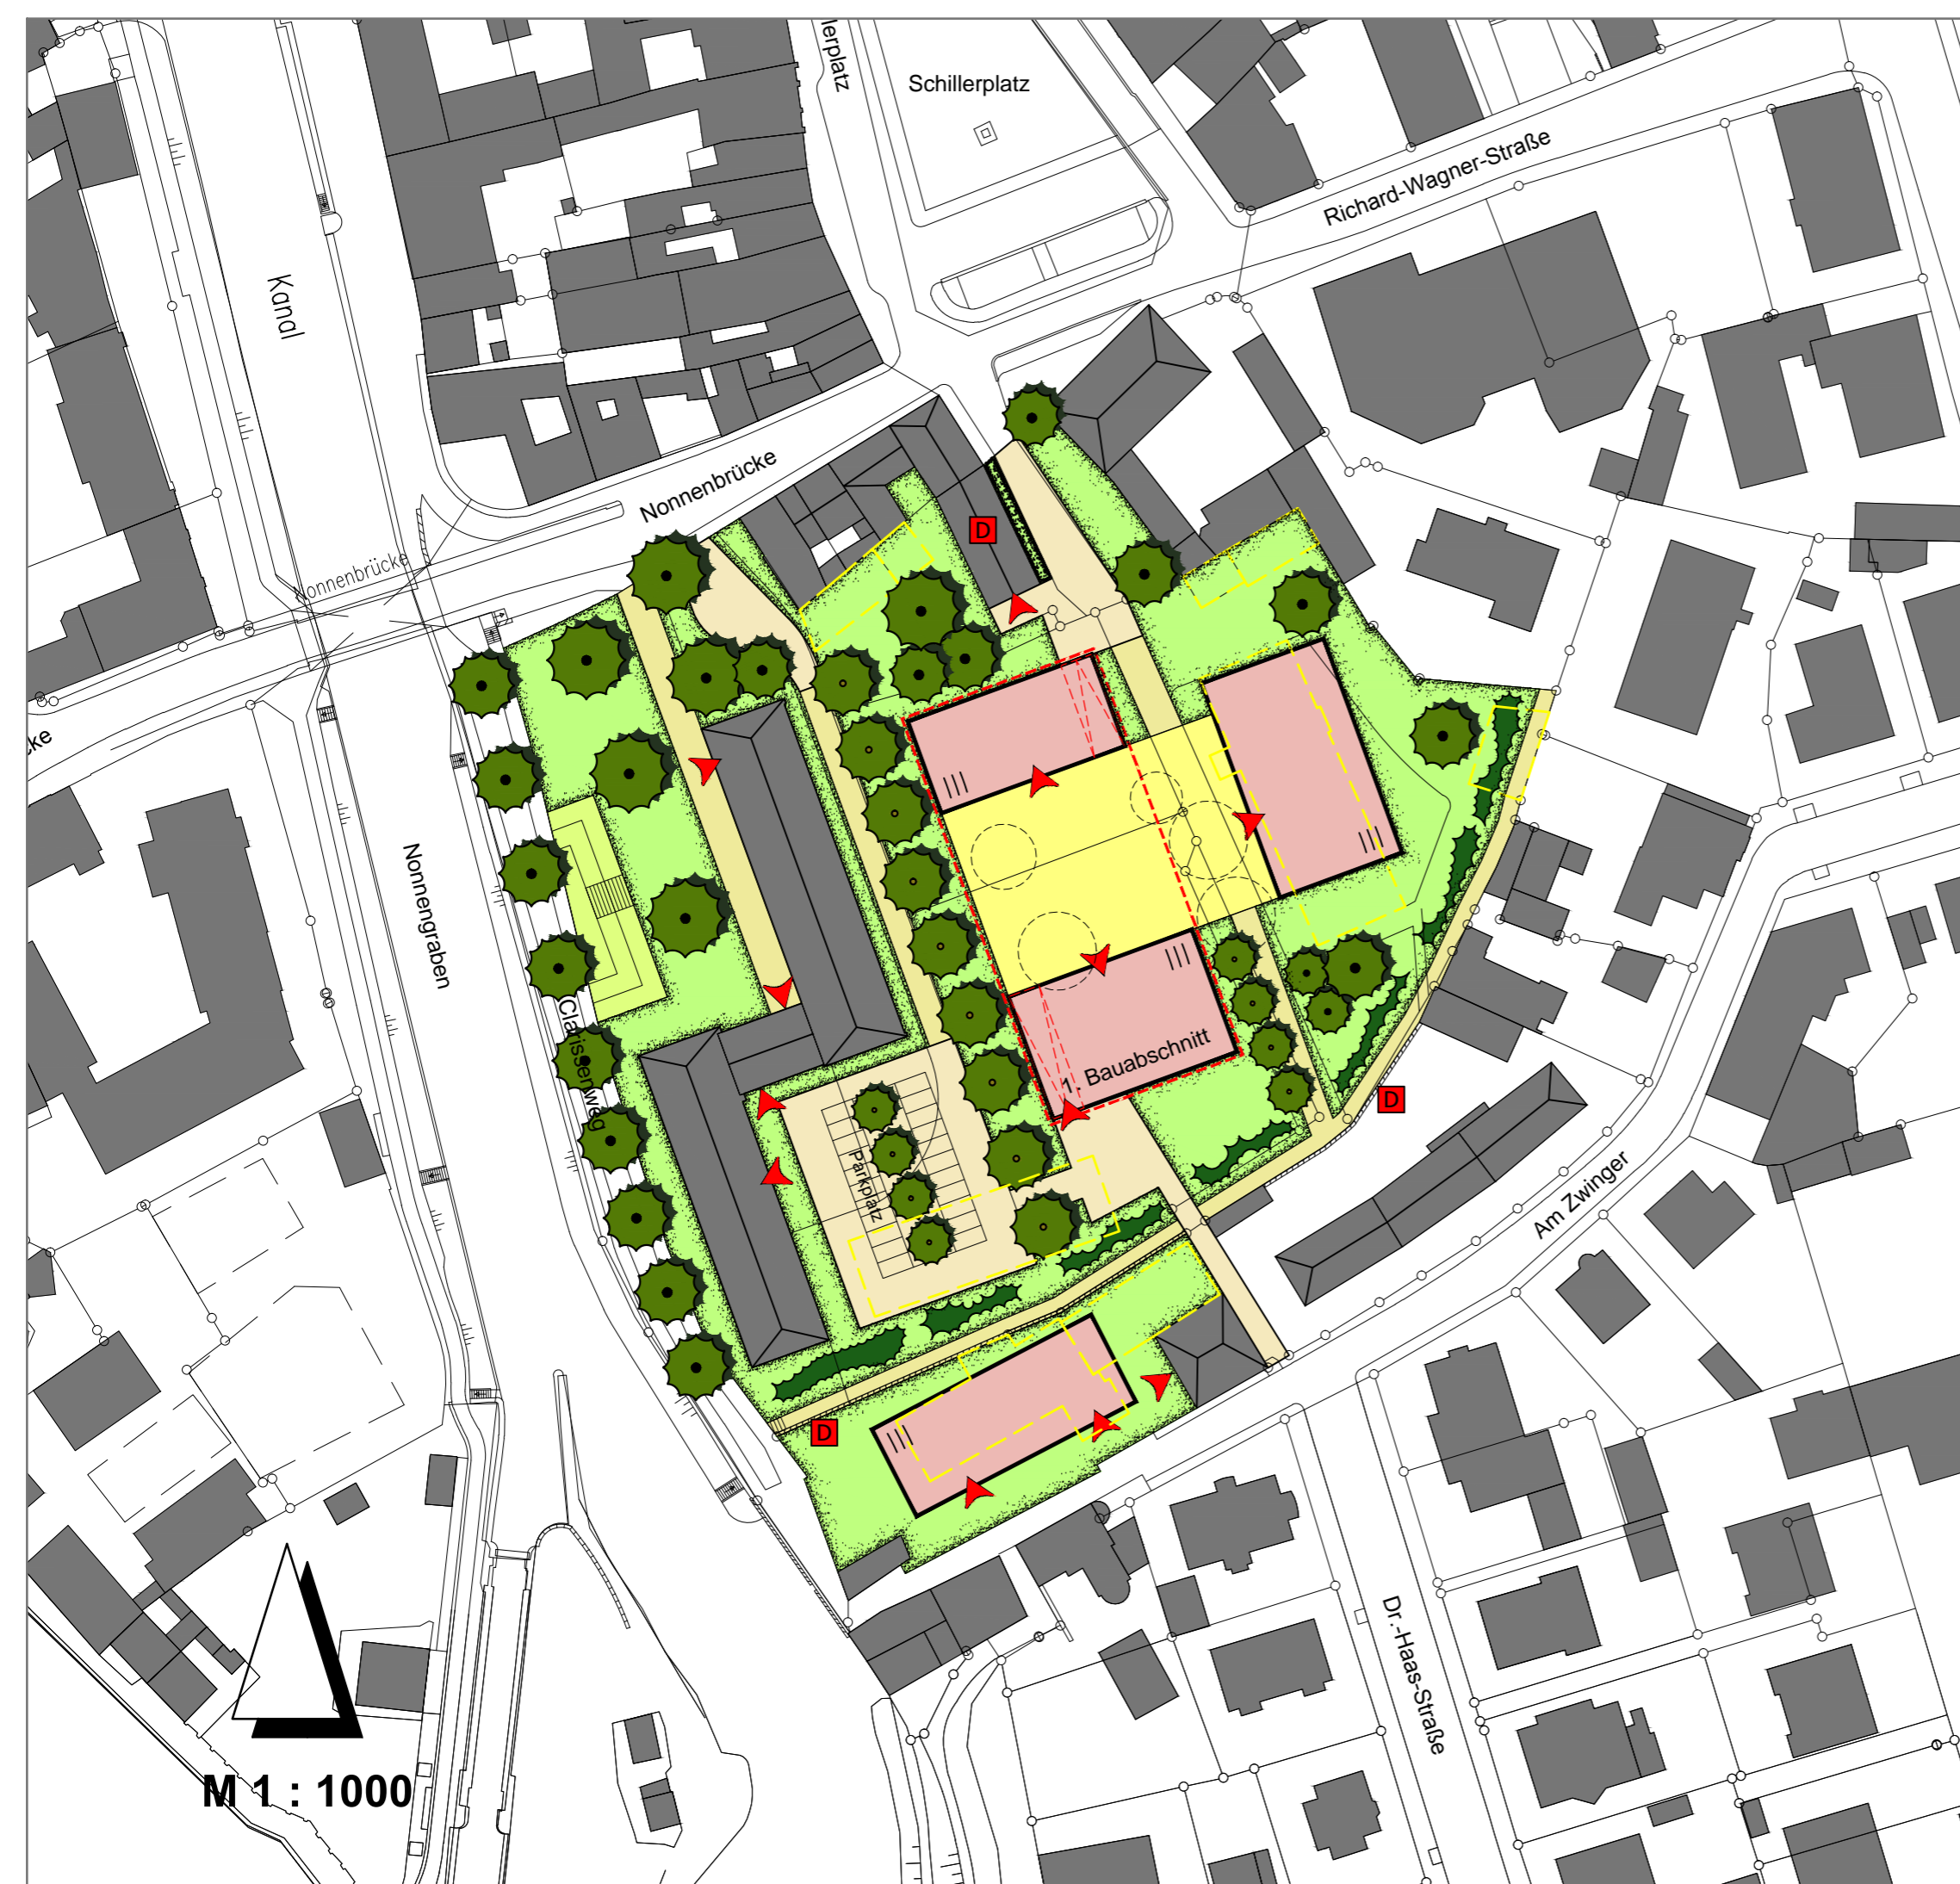 lerplatz
Schillerplatz
Richard-Wagner-Straße
Kanal
Nonnenbrücke
onnenbrücke
D
cke
Nonnengraben
Clarissenweg
1. Bauabschnitt
D
Parkplatz
Am Zwinger
D
Dr.-Haas-Straße
M 1 : 1000